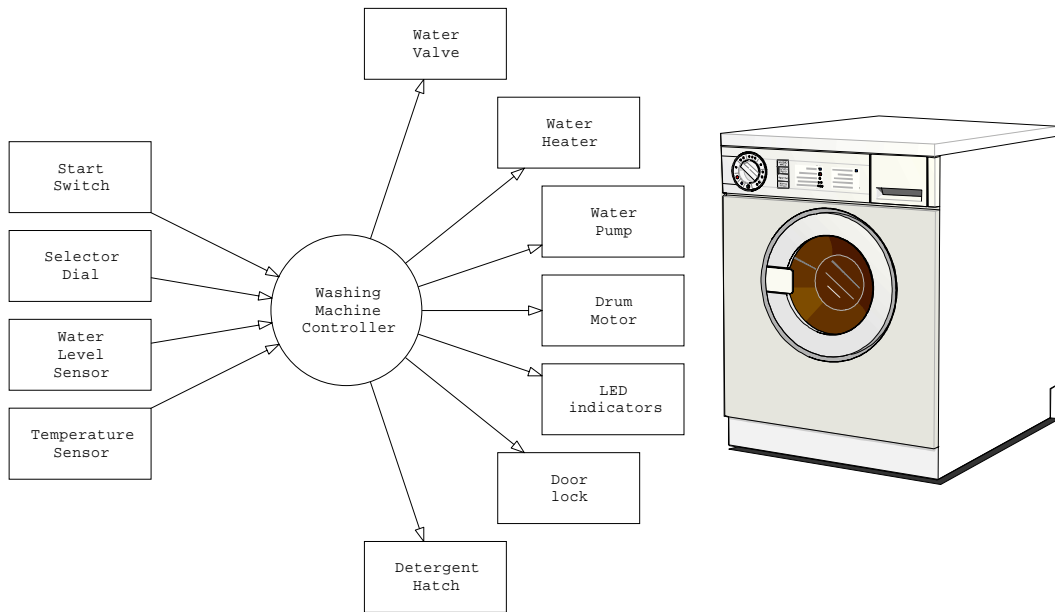 Water
Valve
Water
Heater
Start
Switch
Water
Pump
Selector
Dial
Washing
Machine
Controller
Drum
Motor
Water
Level
Sensor
LED
indicators
Temperature
Sensor
Door
lock
Detergent
Hatch